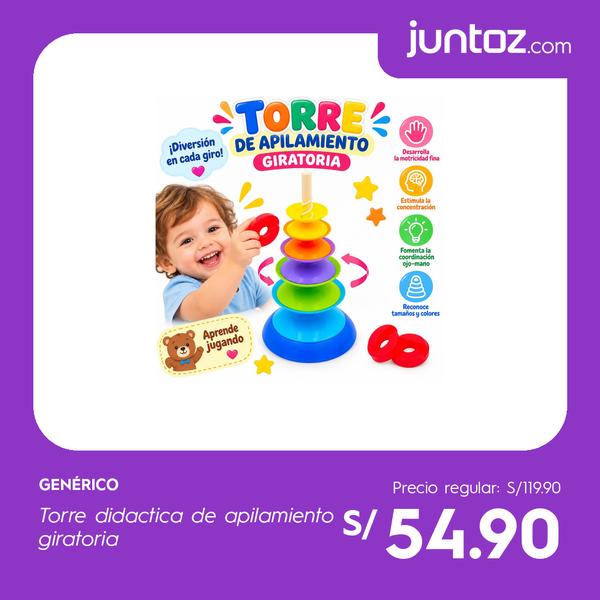 juntoz.com
TORRE
DE APILAMIENTO
GIRATORIA
¡Diversión
en cada giro!
Desarrolla
la motricidad fina
Estimula la
concentración
Fomenta la
coordinación
ojo-mano
Reconoce
tamaños y colores
Aprende
jugando
GENÉRICO
Torre didactica de apilamiento
giratoria
Precio regular: S/119.90
S/ 54.90